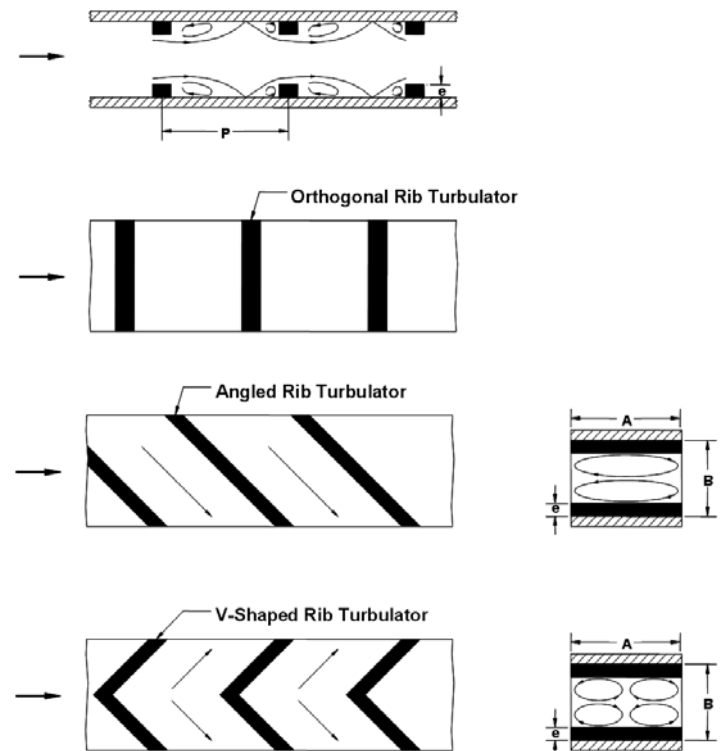 e
P
Orthogonal Rib Turbulator
Angled Rib Turbulator
A
B
e
V-Shaped Rib Turbulator
A
B
e